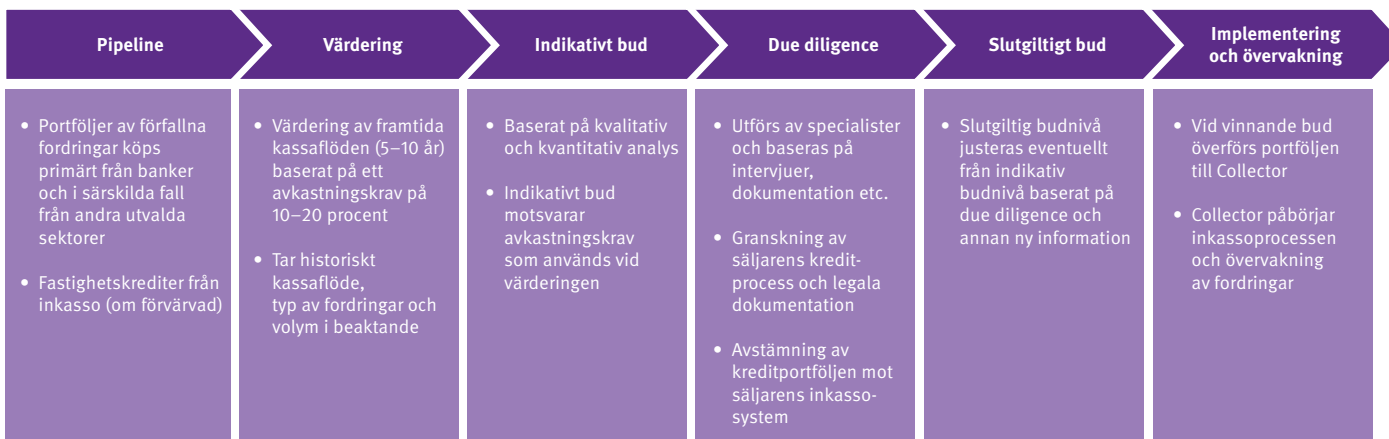 Pipeline
Värdering
Indikativt bud
Due diligence
Slutgiltigt bud
Implementering
och övervakning
• Portföljer av förfallna
fordringar köps
primärt från banker
och i särskilda fall
från andra utvalda
sektorer
• Fastighetskrediter från
inkasso (om förvärvad)
• Värdering av framtida
kassaflöden (5–10 år)
baserat på ett
avkastningskrav på
10–20 procent
• Tar historiskt
kassaflöde,
typ av fordringar och
volym i beaktande
• Baserat på kvalitativ
och kvantitativ analys
• Indikativt bud
motsvarar
avkastningskrav
som används vid
värderingen
• Utförs av specialister
och baseras på
intervjuer,
dokumentation etc.
• Granskning av
säljarens kredit-
process och legala
dokumentation
• Avstämning av
kreditportföljen mot
säljarens inkasso-
system
• Slutgiltig budnivå
justeras eventuellt
från indikativ
budnivå baserat på
due diligence och
annan ny information
• Vid vinnande bud
överförs portföljen
till Collector
• Collector påbörjar
inkassoprocessen
och övervakning
av fordringar